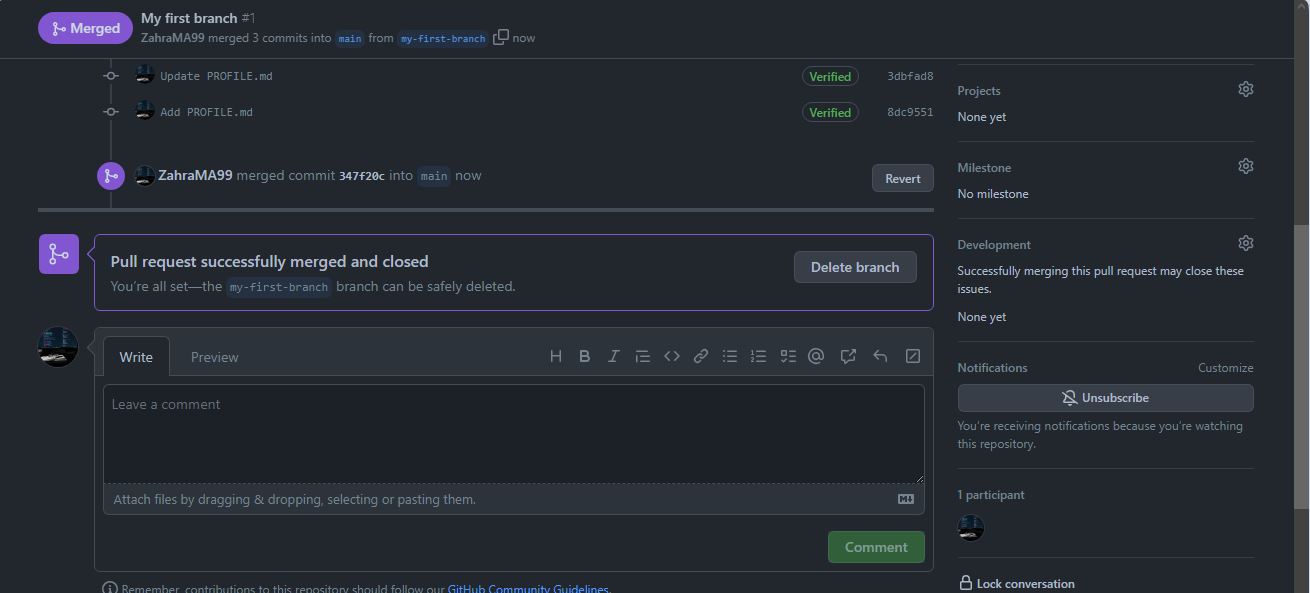 Merged
My first branch #1
ZahraMA99 merged 3 commits into main from my-first-branch now
Update PROFILE.md Verified 3dbfad8
Add PROFILE.md Verified 8dc9551
ZahraMA99 merged commit 347f20c into main now Revert
Pull request successfully merged and closed
You're all set—the my-first-branch branch can be safely deleted.
Delete branch
Write Preview
Leave a comment
Attach files by dragging & dropping, selecting or pasting them.
Comment
Remember, contributions to this repository should follow our GitHub Community Guidelines.
Projects
None yet
Milestone
No milestone
Development
Successfully merging this pull request may close these
issues.
None yet
Notifications Customize
Unsubscribe
You're receiving notifications because you're watching
this repository.
1 participant
Lock conversation